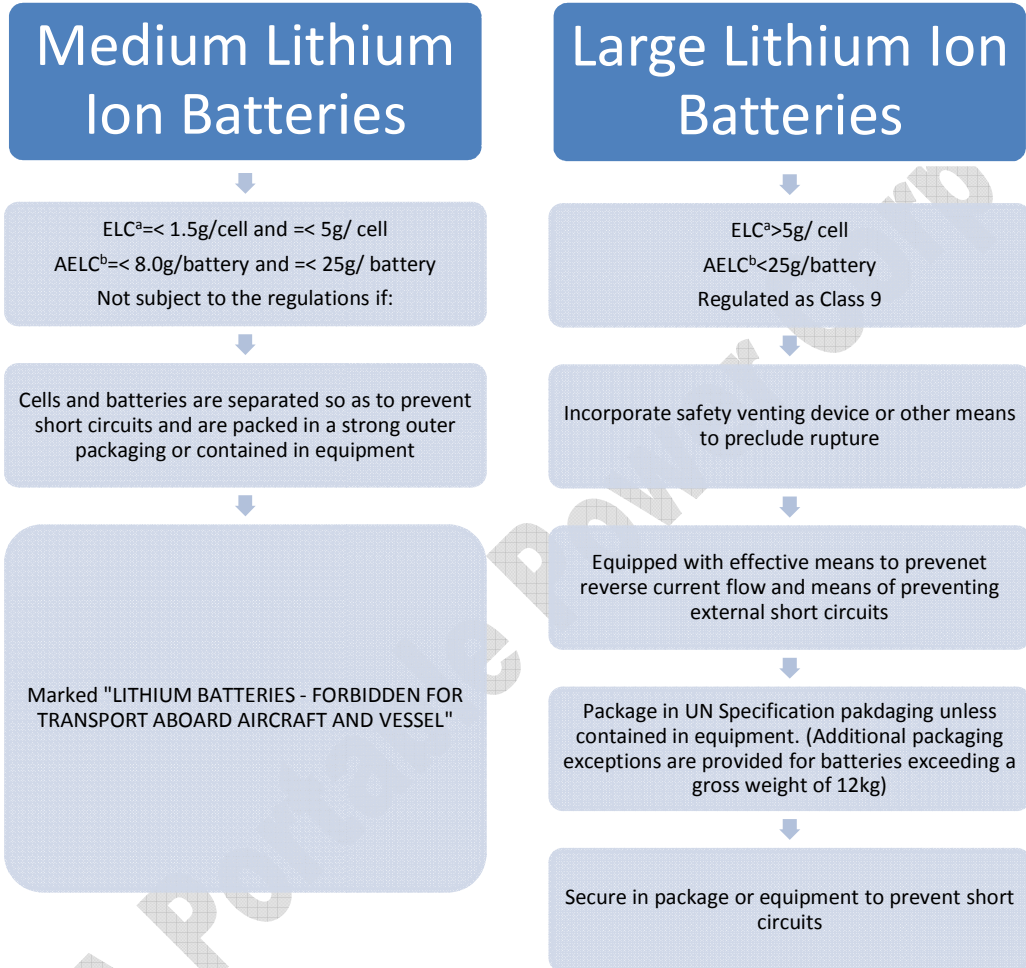 Medium Lithium
Ion Batteries
ELCᵃ=< 1.5g/cell and =< 5g/ cell
AELCᵇ=< 8.0g/battery and =< 25g/ battery
Not subject to the regulations if:
Cells and batteries are separated so as to prevent
short circuits and are packed in a strong outer
packaging or contained in equipment
Marked "LITHIUM BATTERIES - FORBIDDEN FOR
TRANSPORT ABOARD AIRCRAFT AND VESSEL"
Large Lithium Ion
Batteries
ELCᵃ>5g/ cell
AELCᵇ<25g/battery
Regulated as Class 9
Incorporate safety venting device or other means
to preclude rupture
Equipped with effective means to prevenet
reverse current flow and means of preventing
external short circuits
Package in UN Specification pakdaging unless
contained in equipment. (Additional packaging
exceptions are provided for batteries exceeding a
gross weight of 12kg)
Secure in package or equipment to prevent short
circuits
Portable Power Corp